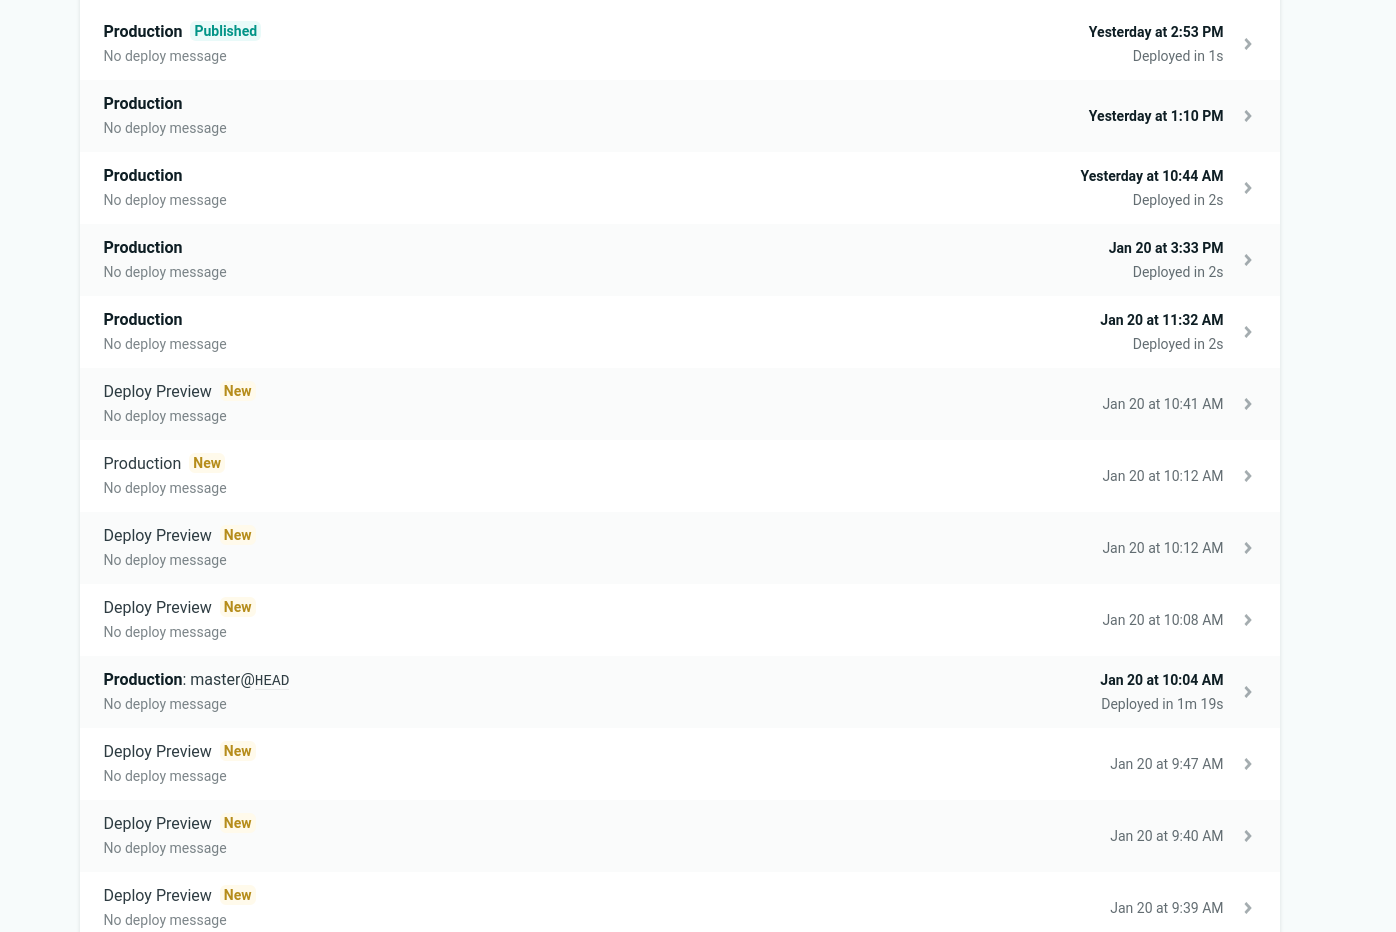 Production Published
Yesterday at 2:53 PM
No deploy message
Deployed in 1s
Production
No deploy message
Yesterday at 1:10 PM
Production
Yesterday at 10:44 AM
No deploy message
Deployed in 2s
Production
Jan 20 at 3:33 PM
No deploy message
Deployed in 2s
Production
Jan 20 at 11:32 AM
No deploy message
Deployed in 2s
Deploy Preview New
No deploy message
Jan 20 at 10:41 AM
Production New
No deploy message
Jan 20 at 10:12 AM
Deploy Preview New
No deploy message
Jan 20 at 10:12 AM
Deploy Preview New
No deploy message
Jan 20 at 10:08 AM
Production: master@HEAD
Jan 20 at 10:04 AM
No deploy message
Deployed in 1m 19s
Deploy Preview New
No deploy message
Jan 20 at 9:47 AM
Deploy Preview New
No deploy message
Jan 20 at 9:40 AM
Deploy Preview New
No deploy message
Jan 20 at 9:39 AM